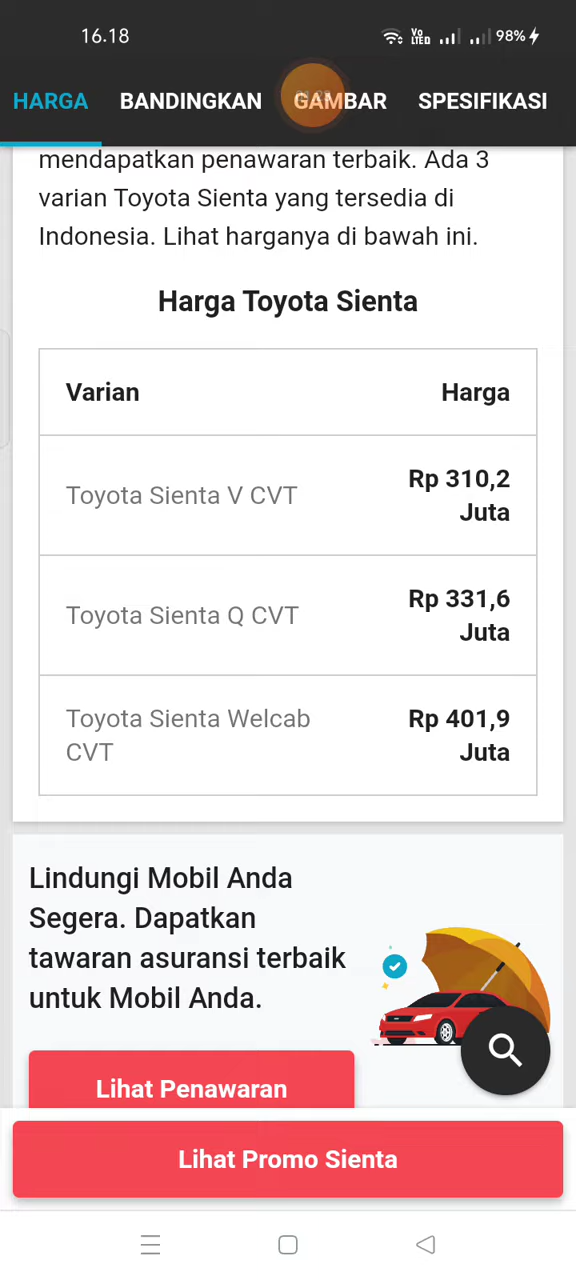 16.18
Vo
LTED
98%
HARGA
BANDINGKAN
GAMBAR
SPESIFIKASI
mendapatkan penawaran terbaik. Ada 3
varian Toyota Sienta yang tersedia di
Indonesia. Lihat harganya di bawah ini.
Harga Toyota Sienta
Varian
Harga
Toyota Sienta V CVT
Rp 310,2
Juta
Toyota Sienta Q CVT
Rp 331,6
Juta
Toyota Sienta Welcab
CVT
Rp 401,9
Juta
Lindungi Mobil Anda
Segera. Dapatkan
tawaran asuransi terbaik
untuk Mobil Anda.
Lihat Penawaran
Lihat Promo Sienta